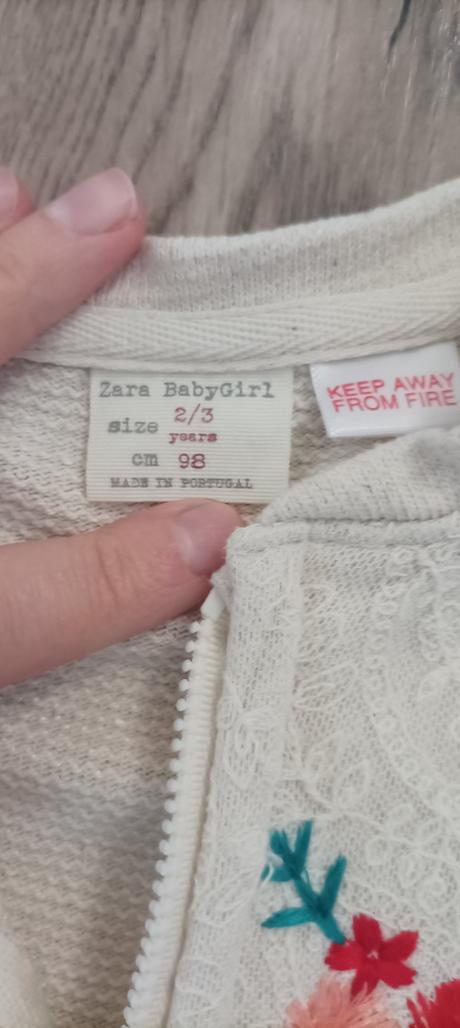 Zara BabyGirl
size 2/3
years
cm 98
MADE IN PORTUGAL
KEEP AWAY
FROM FIRE